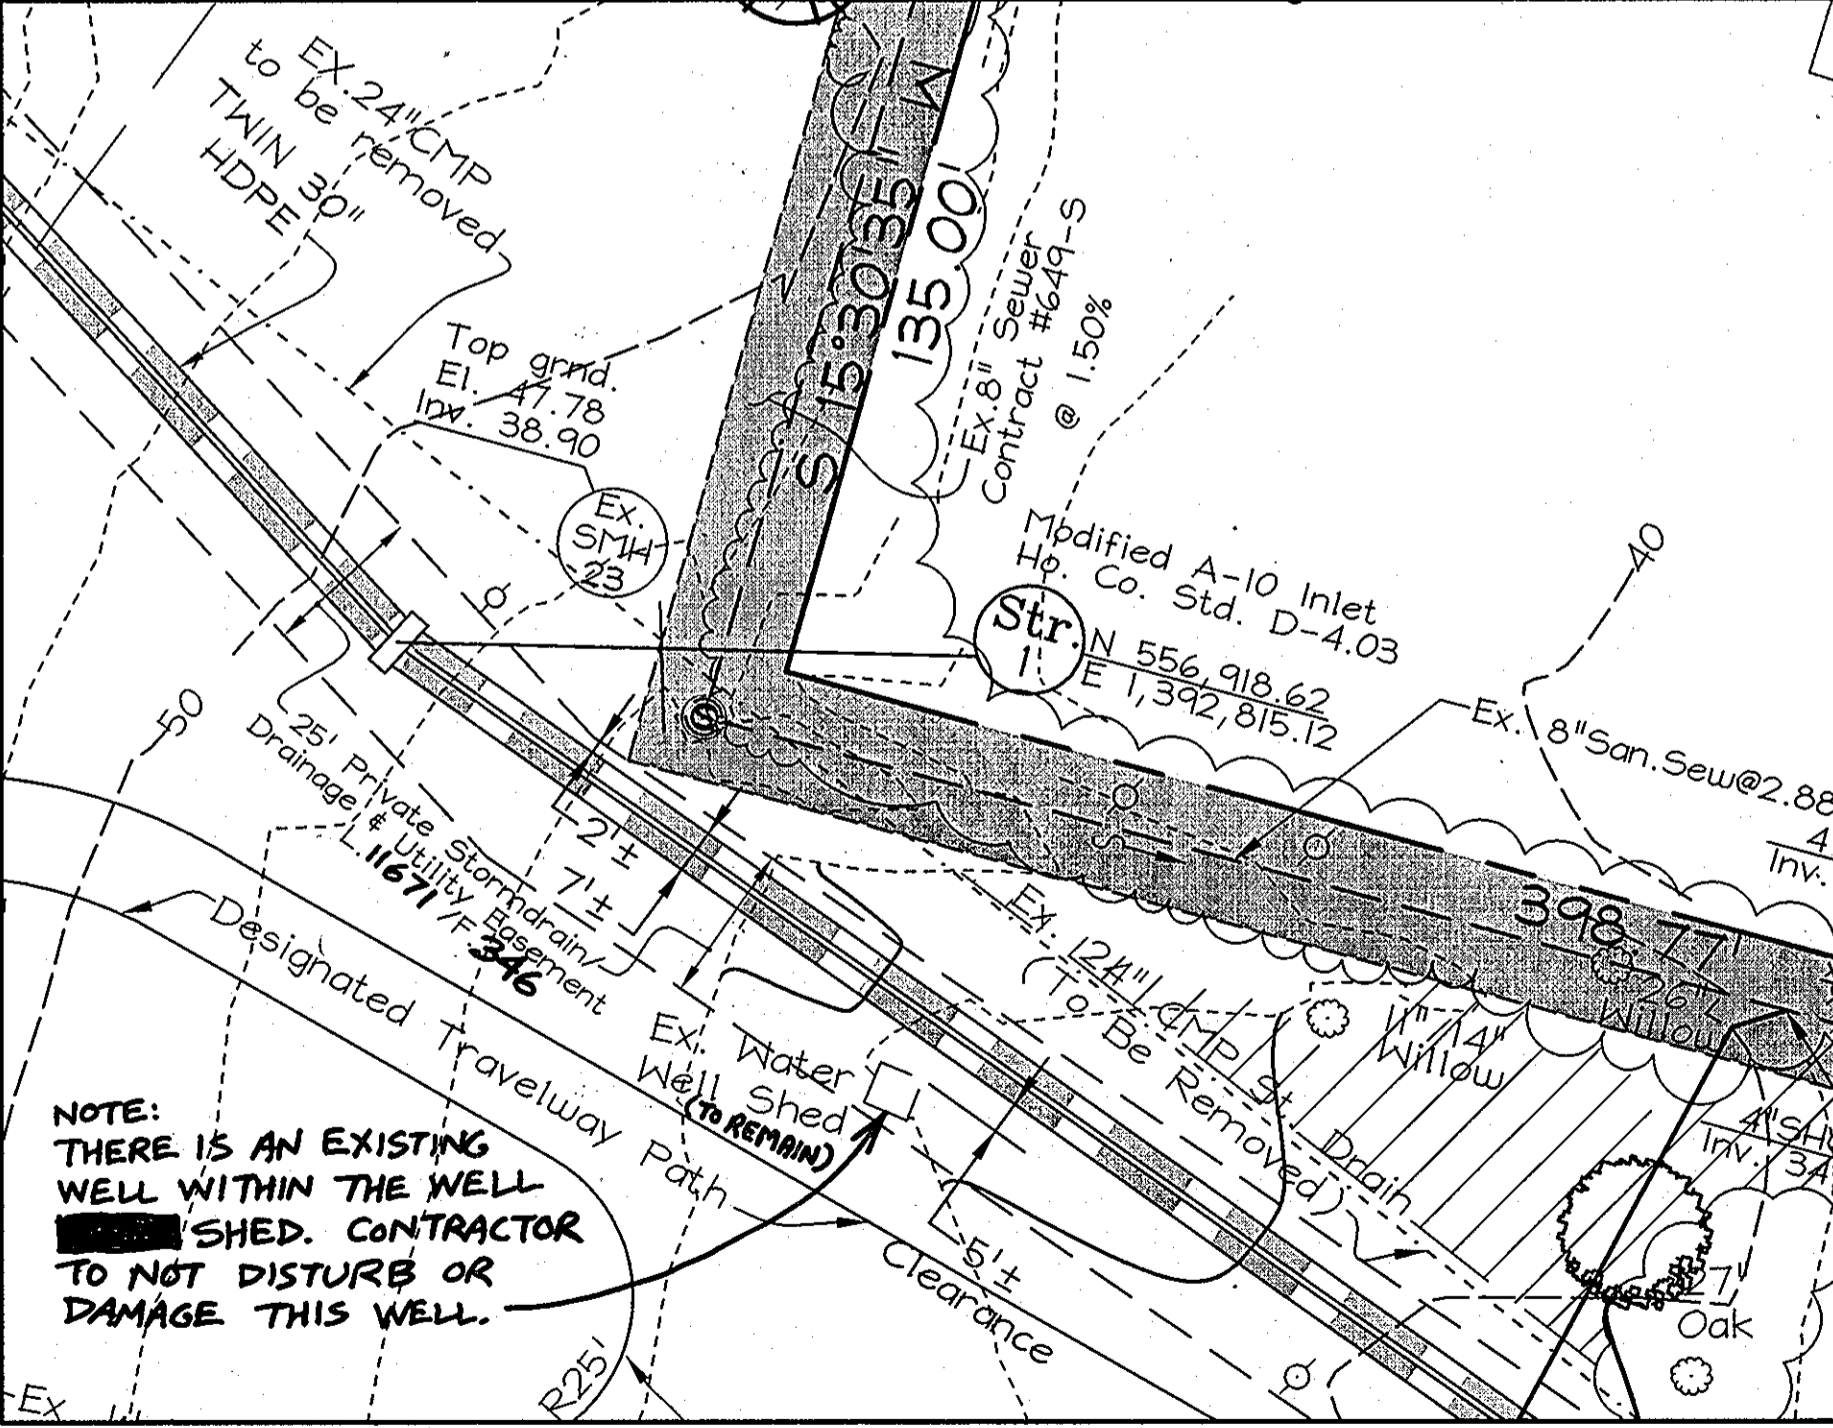 EX.24"CMP
to be removed
TWIN 30"
HDPE
S 15°30'35" W
135.00'
Ex.8" Sewer
Contract #649-S
@ 1.50%
Top grnd.
El. 47.78
Inv. 38.90
Ex.
SMH
23
Modified A-10 Inlet
Ho. Co. Std. D-4.03
Str.
1
N 556,918.62
E 1,392,815.12
40
Ex. 8"San.Sew@2.88
4
Inv.
50
25' Private Stormdrain/
Drainage & Utility Easement
L.11671/F.346
2'±
7'±
S
398.77'
Designated Travelway Path
Ex. 24" CMP St. Drain
(To Be Removed)
26"
Willow
11" 14"
Willow
Ex. Water
Well Shed
(TO REMAIN)
NOTE:
THERE IS AN EXISTING
WELL WITHIN THE WELL
SHED. CONTRACTOR
TO NOT DISTURB OR
DAMAGE THIS WELL.
5'±
Clearance
Inv. 34
27"
Oak
R25'
Ex